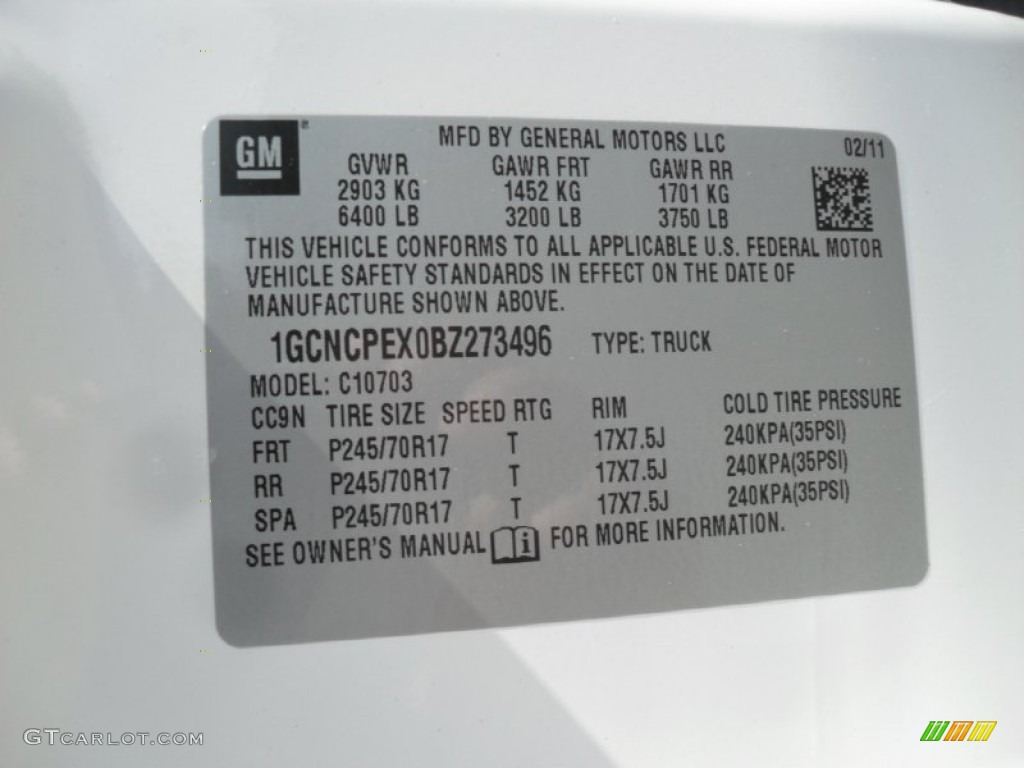 GM
MFD BY GENERAL MOTORS LLC 02/11
GVWR GAWR FRT GAWR RR
2903 KG 1452 KG 1701 KG
6400 LB 3200 LB 3750 LB
THIS VEHICLE CONFORMS TO ALL APPLICABLE U.S. FEDERAL MOTOR
VEHICLE SAFETY STANDARDS IN EFFECT ON THE DATE OF
MANUFACTURE SHOWN ABOVE.
1GCNCPEX0BZ273496 TYPE: TRUCK
MODEL: C10703
CC9N TIRE SIZE SPEED RTG RIM COLD TIRE PRESSURE
FRT P245/70R17 T 17X7.5J 240KPA(35PSI)
RR P245/70R17 T 17X7.5J 240KPA(35PSI)
SPA P245/70R17 T 17X7.5J 240KPA(35PSI)
SEE OWNER'S MANUAL i FOR MORE INFORMATION.
GTCARLOT.COM